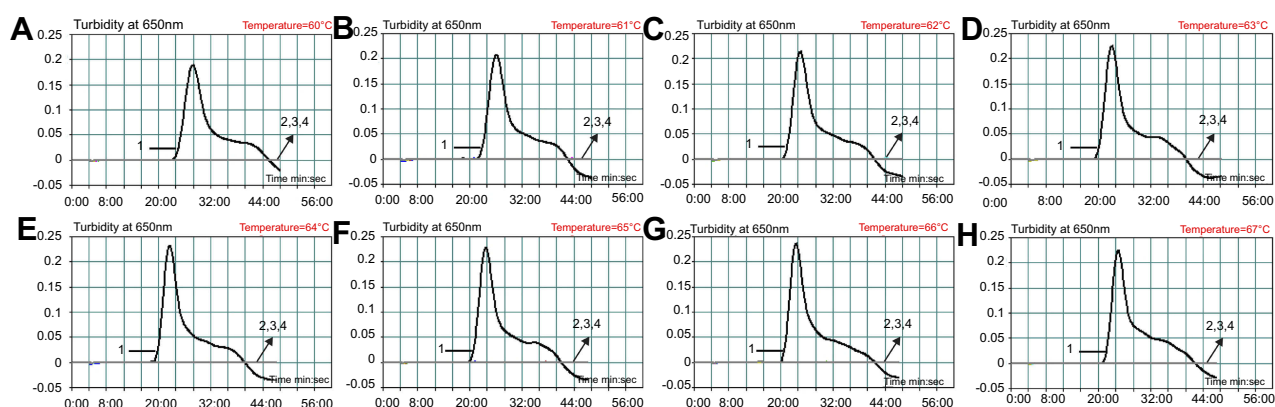 A
Turbidity at 650nm Temperature=60°C
0.25
0.2
0.15
0.1
0.05
0
-0.05
1
2,3,4
Time min:sec
0:00 8:00 20:00 32:00 44:00 56:00
B
Turbidity at 650nm Temperature=61°C
0.25
0.2
0.15
0.1
0.05
0
-0.05
1
2,3,4
Time min:sec
0:00 8:00 20:00 32:00 44:00 56:00
C
Turbidity at 650nm Temperature=62°C
0.25
0.2
0.15
0.1
0.05
0
-0.05
1
2,3,4
Time min:sec
0:00 8:00 20:00 32:00 44:00 56:00
D
Turbidity at 650nm Temperature=63°C
0.25
0.2
0.15
0.1
0.05
0
-0.05
1
2,3,4
Time min:sec
0:00 8:00 20:00 32:00 44:00 56:00
E
Turbidity at 650nm Temperature=64°C
0.25
0.2
0.15
0.1
0.05
0
-0.05
1
2,3,4
Time min:sec
0:00 8:00 20:00 32:00 44:00 56:00
F
Turbidity at 650nm Temperature=65°C
0.25
0.2
0.15
0.1
0.05
0
-0.05
1
2,3,4
Time min:sec
0:00 8:00 20:00 32:00 44:00 56:00
G
Turbidity at 650nm Temperature=66°C
0.25
0.2
0.15
0.1
0.05
0
-0.05
1
2,3,4
Time min:sec
0:00 8:00 20:00 32:00 44:00 56:00
H
Turbidity at 650nm Temperature=67°C
0.25
0.2
0.15
0.1
0.05
0
-0.05
1
2,3,4
Time min:sec
0:00 8:00 20:00 32:00 44:00 56:00